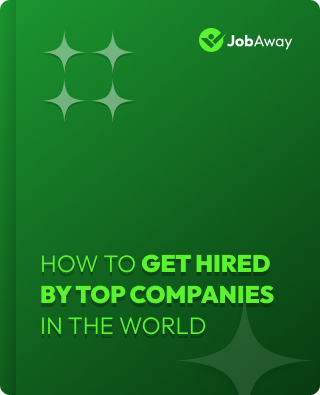 JobAway
HOW TO GET HIRED
BY TOP COMPANIES
IN THE WORLD